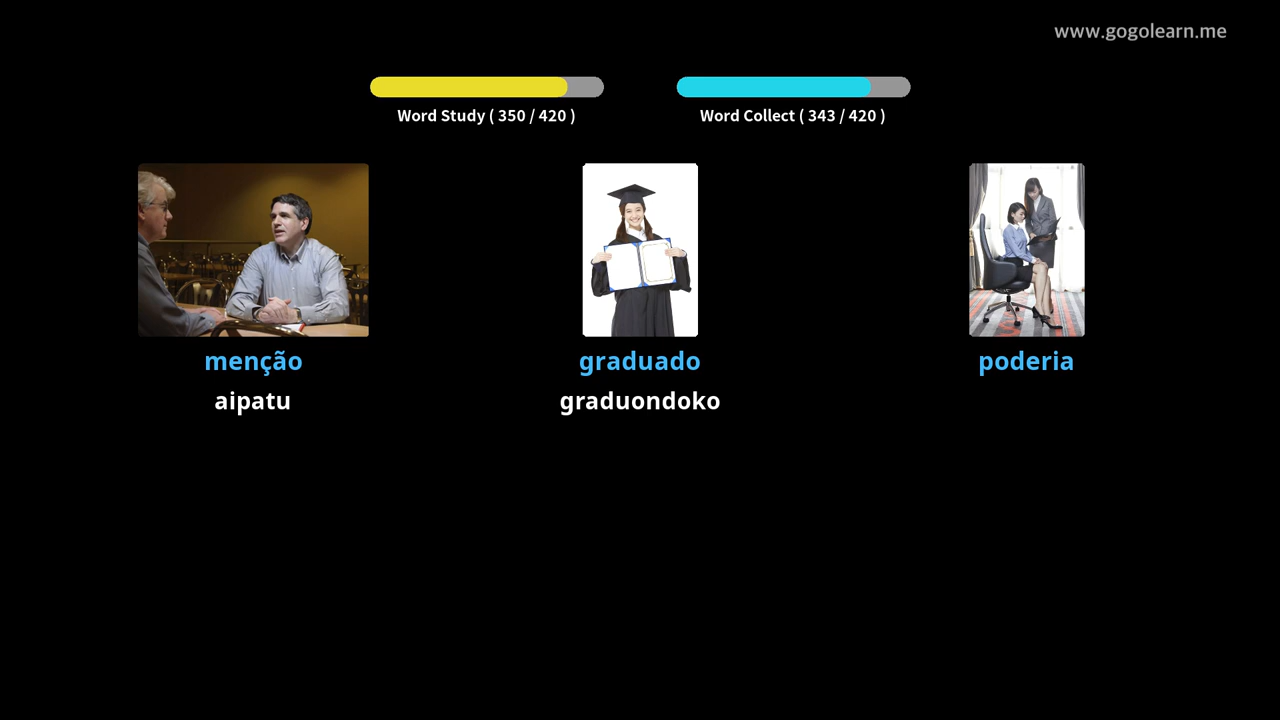 www.gogolearn.me
Word Study ( 350 / 420 )
Word Collect ( 343 / 420 )
menção
graduado
poderia
aipatu
graduondoko